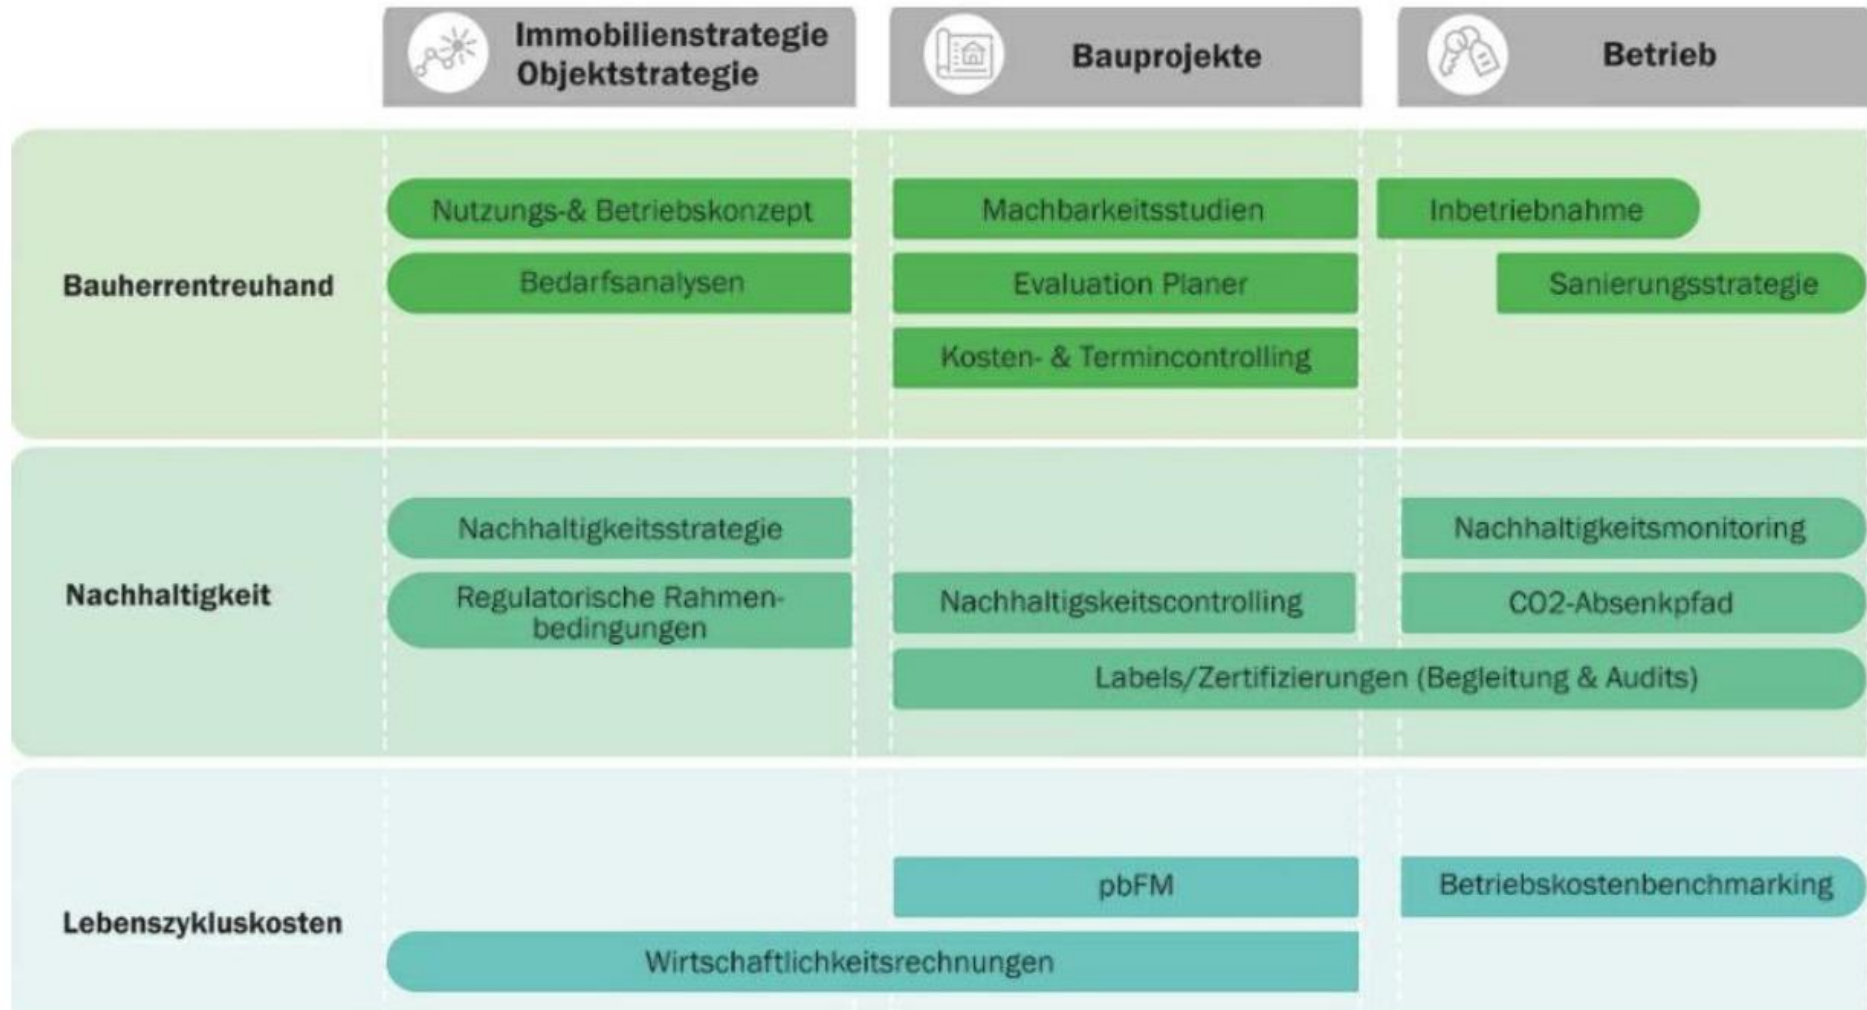 Immobilienstrategie
Objektstrategie
Bauprojekte
Betrieb
Bauherrentreuhand
Nutzungs-& Betriebskonzept
Machbarkeitsstudien
Inbetriebnahme
Bedarfsanalysen
Evaluation Planer
Sanierungsstrategie
Kosten- & Termincontrolling
Nachhaltigkeit
Nachhaltigkeitsstrategie
Nachhaltigkeitsmonitoring
Regulatorische Rahmen-
bedingungen
Nachhaltigskeitscontrolling
CO2-Absenkpfad
Labels/Zertifizierungen (Begleitung & Audits)
Lebenszykluskosten
pbFM
Betriebskostenbenchmarking
Wirtschaftlichkeitsrechnungen